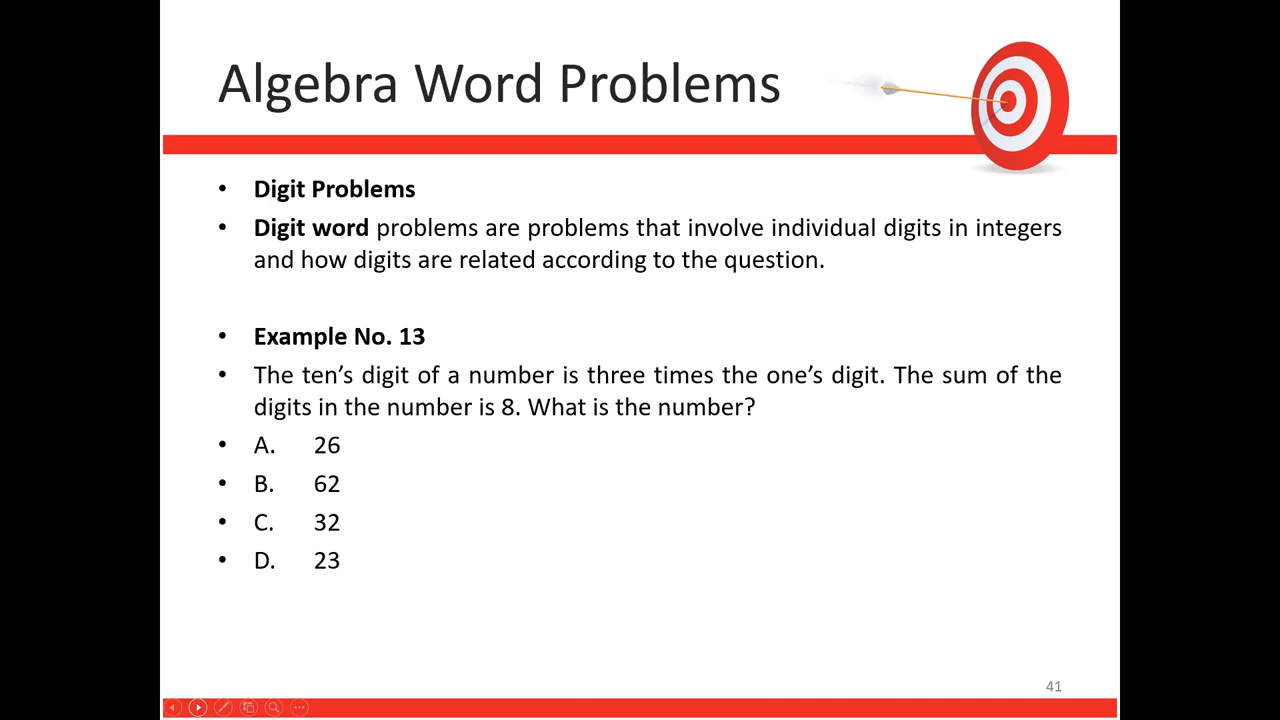 Algebra Word Problems
• Digit Problems
• Digit word problems are problems that involve individual digits in integers
and how digits are related according to the question.
• Example No. 13
• The ten’s digit of a number is three times the one’s digit. The sum of the
digits in the number is 8. What is the number?
• A. 26
• B. 62
• C. 32
• D. 23
41